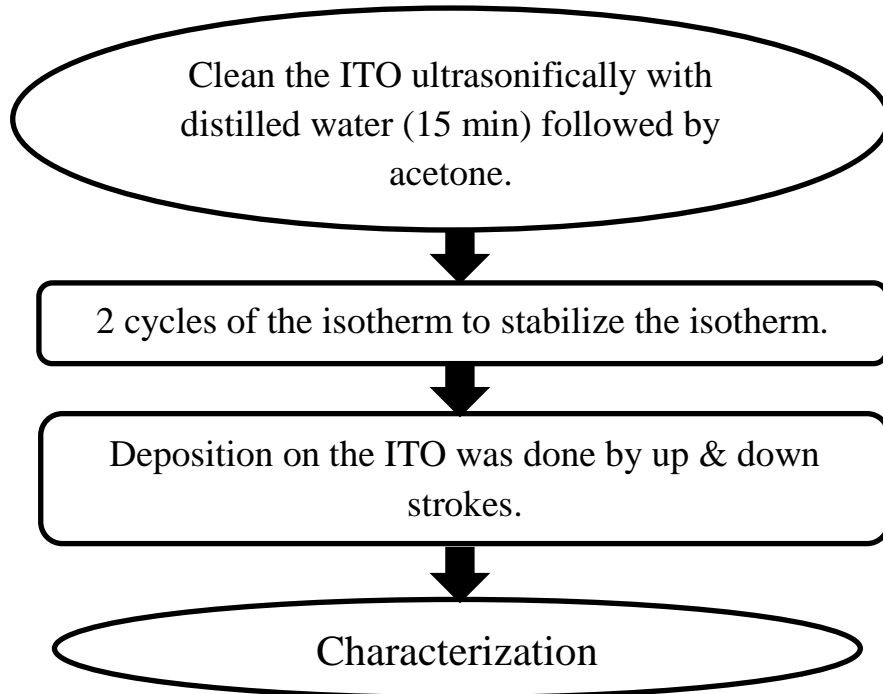 Clean the ITO ultrasonifically with
distilled water (15 min) followed by
acetone.
2 cycles of the isotherm to stabilize the isotherm.
Deposition on the ITO was done by up & down
strokes.
Characterization